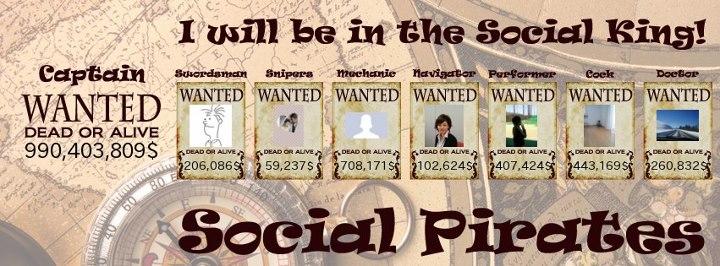 I will be in the Social King!
Captain
WANTED
DEAD OR ALIVE
990,403,809$
Swordsman
WANTED
DEAD OR ALIVE
206,086$
Snipers
WANTED
DEAD OR ALIVE
59,237$
Mechanic
WANTED
DEAD OR ALIVE
708,171$
Navigator
WANTED
DEAD OR ALIVE
102,624$
Performer
WANTED
DEAD OR ALIVE
407,424$
Cock
WANTED
DEAD OR ALIVE
443,169$
Doctor
WANTED
DEAD OR ALIVE
260,832$
Social Pirates